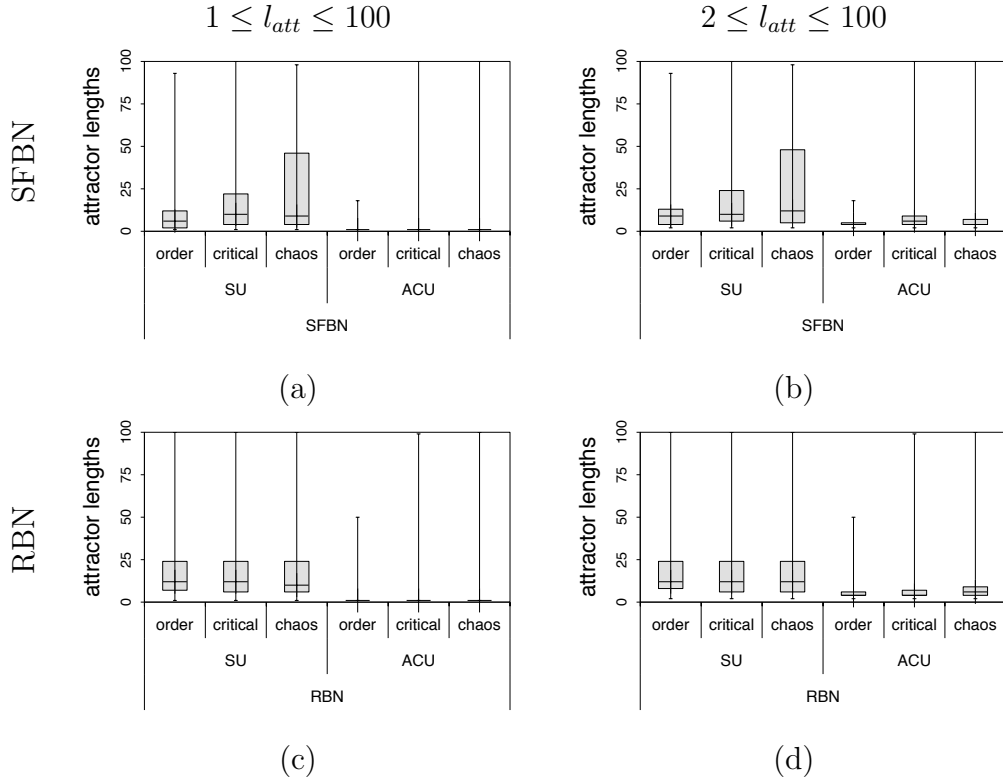 1 ≤ l_att ≤ 100
2 ≤ l_att ≤ 100
SFBN
attractor lengths
100
75
50
25
0
order critical chaos order critical chaos
SU ACU
SFBN
(a)
attractor lengths
100
75
50
25
0
order critical chaos order critical chaos
SU ACU
SFBN
(b)
RBN
attractor lengths
100
75
50
25
0
order critical chaos order critical chaos
SU ACU
RBN
(c)
attractor lengths
100
75
50
25
0
order critical chaos order critical chaos
SU ACU
RBN
(d)